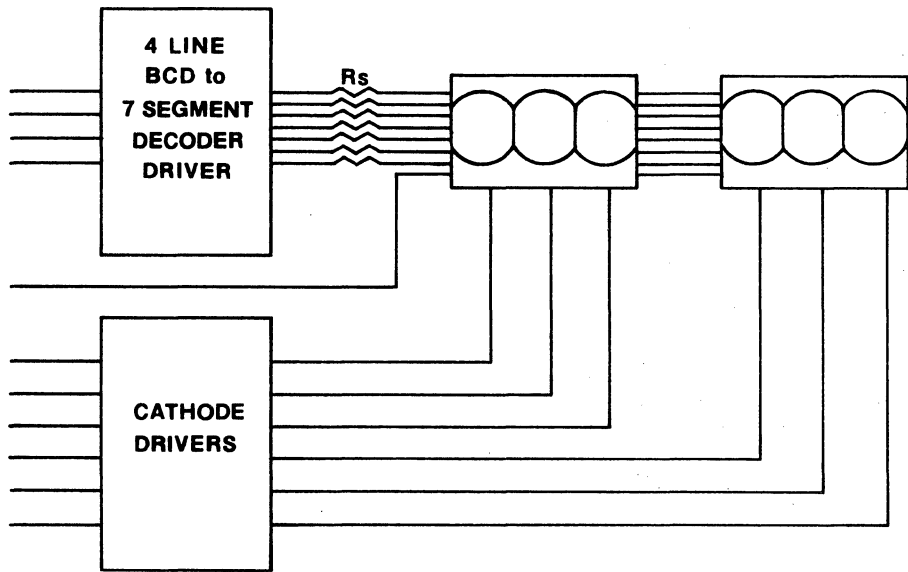 4 LINE
BCD to
7 SEGMENT
DECODER
DRIVER
Rs
CATHODE
DRIVERS